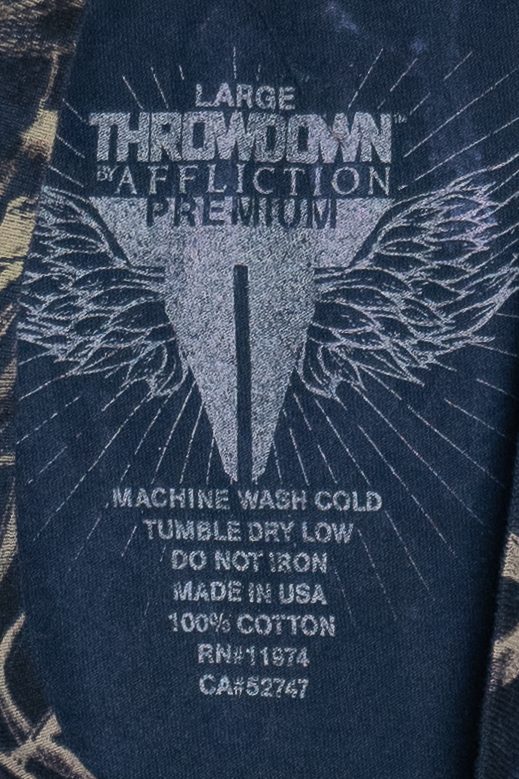 LARGE
THROWDOWN™
BY AFFLICTION
PREMIUM
MACHINE WASH COLD
TUMBLE DRY LOW
DO NOT IRON
MADE IN USA
100% COTTON
RN#11974
CA#52747